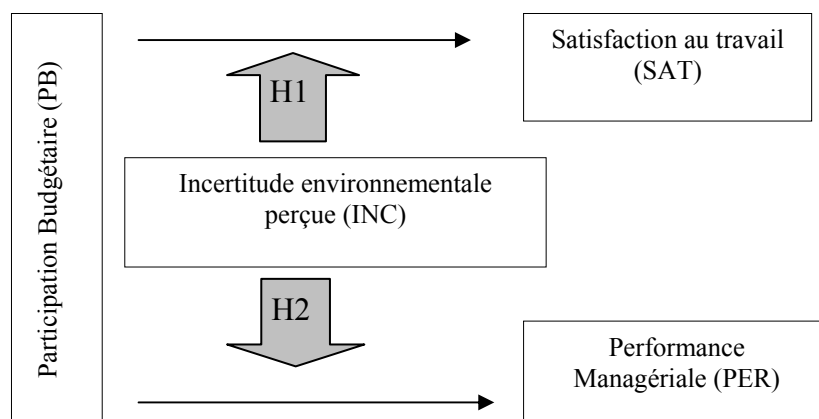 Participation Budgétaire (PB)
Satisfaction au travail
(SAT)
H1
Incertitude environnementale
perçue (INC)
H2
Performance
Managériale (PER)